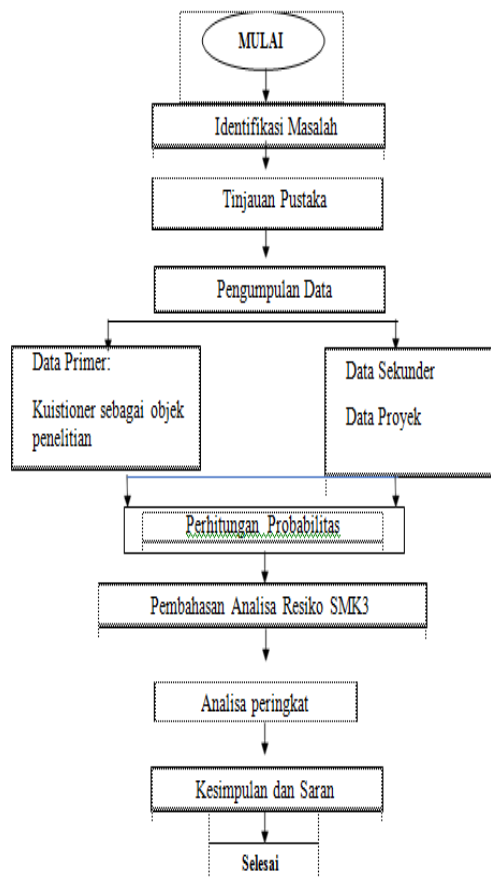 MULAI
Identifikasi Masalah
Tinjauan Pustaka
Pengumpulan Data
Data Primer:
Kuistioner sebagai objek
penelitian
Data Sekunder
Data Proyek
Perhitungan Probabilitas
Pembahasan Analisa Resiko SMK3
Analisa peringkat
Kesimpulan dan Saran
Selesai